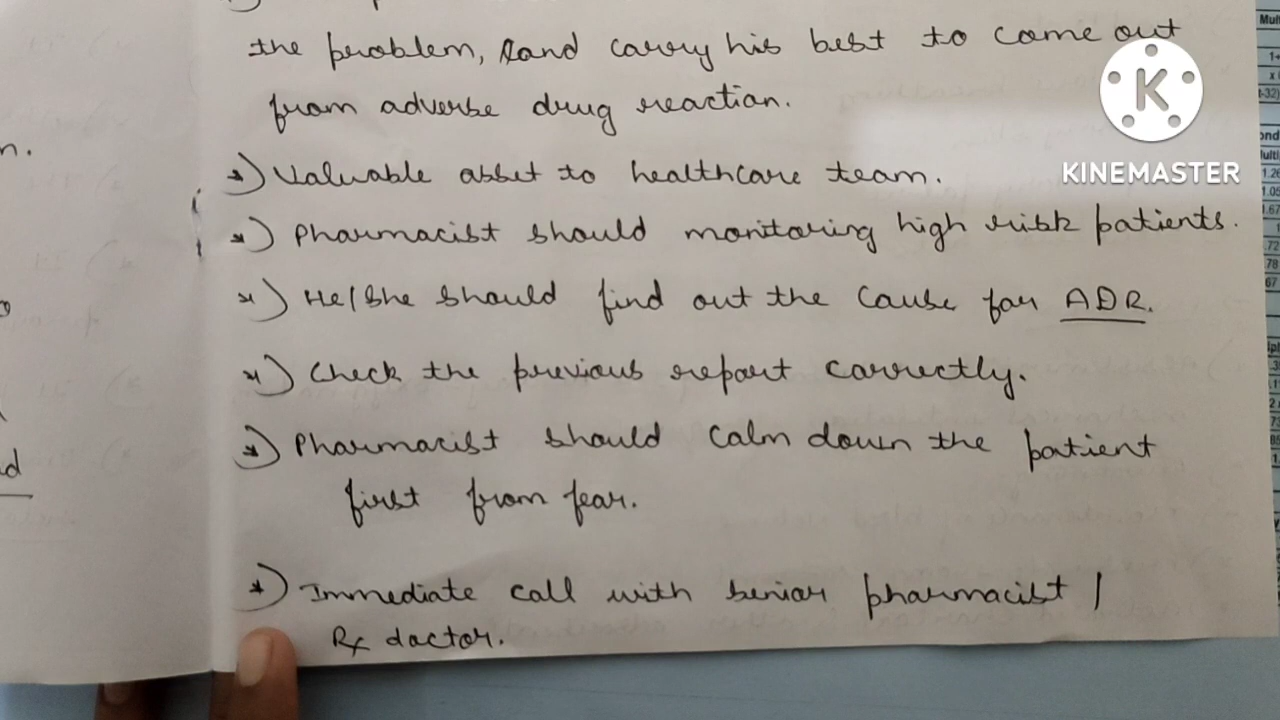 the problem, and carry his best to come out
from adverse drug reaction.
*) Valuable asset to healthcare team.
*) Pharmacist should monitoring high risk patients.
*) He/She should find out the cause for ADR.
*) Check the previous report correctly.
*) Pharmacist should calm down the patient
first from fear.
*) Immediate call with senior pharmacist /
Rx doctor.
K
KINEMASTER